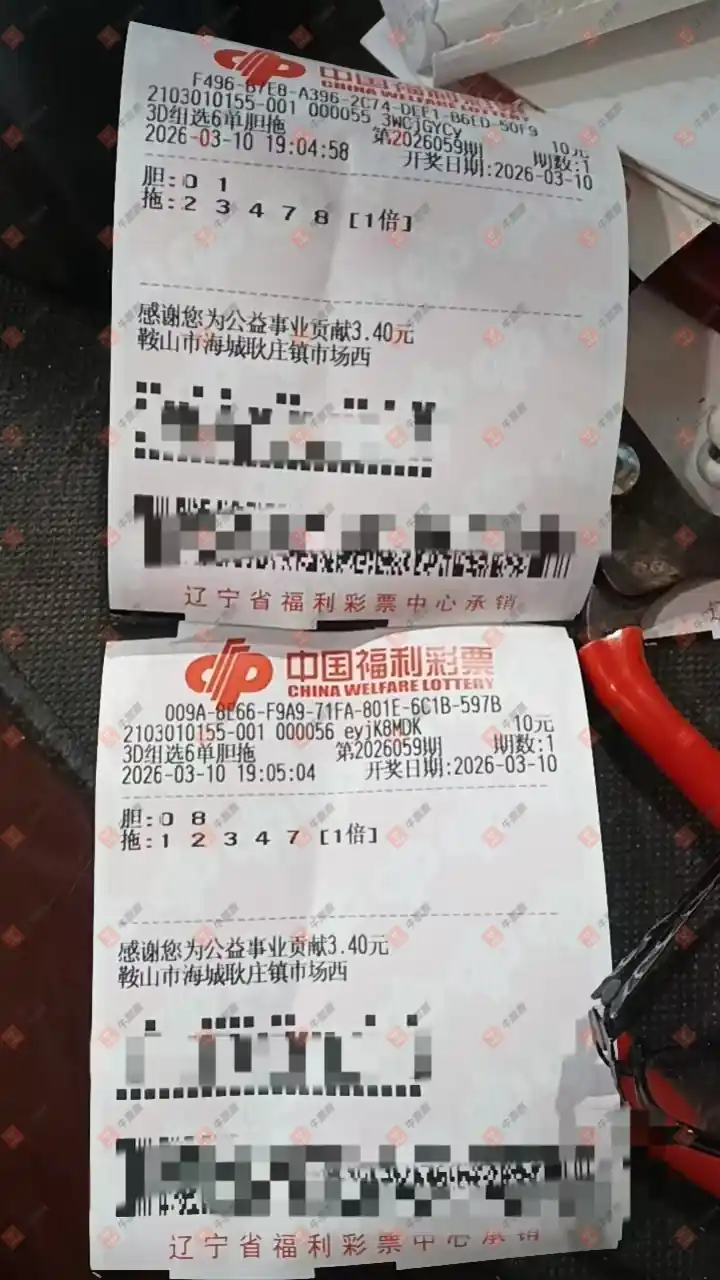 中国福利彩票
CHINA WELFARE LOTTERY
F496-B7E8-A396-2C74-DEE1-B6ED-50F9
2103010155-001 000055 3WCjGYCy 10元
3D组选6单胆拖 第2026059期 期数:1
2026-03-10 19:04:58 开奖日期:2026-03-10
胆:0 1
拖:2 3 4 7 8 [1倍]
感谢您为公益事业贡献3.40元
鞍山市海城耿庄镇市场西
辽宁省福利彩票中心承销
中国福利彩票
CHINA WELFARE LOTTERY
009A-8E66-F9A9-71FA-801E-6C1B-597B
2103010155-001 000056 eyjK8MDK 10元
3D组选6单胆拖 第2026059期 期数:1
2026-03-10 19:05:04 开奖日期:2026-03-10
胆:0 8
拖:1 2 3 4 7 [1倍]
感谢您为公益事业贡献3.40元
鞍山市海城耿庄镇市场西
辽宁省福利彩票中心承销